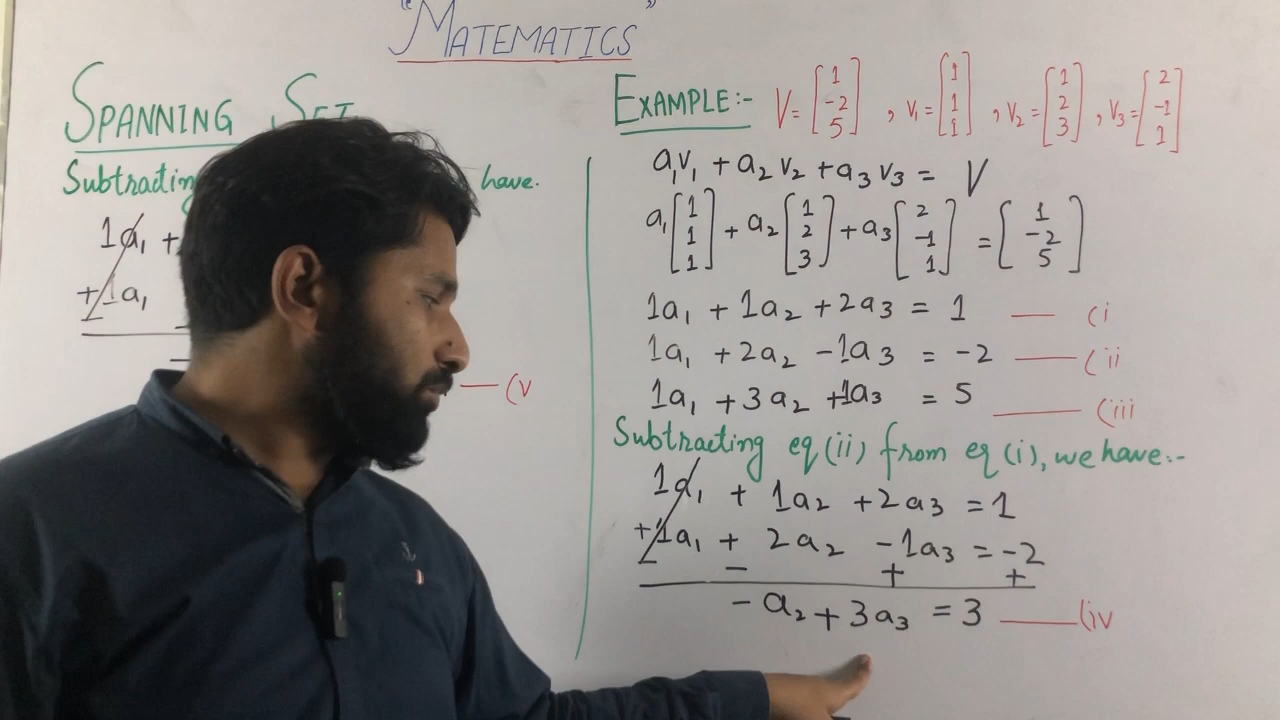 "MATEMATICS"
SPANNING SET
Subtracting have.
1a₁ +
+1a₁
−
— (v
EXAMPLE:- V = [1 -2 5] , v₁ = [1 1 1] , v₂ = [1 2 3] , v₃ = [2 -1 1]
a₁v₁ + a₂v₂ + a₃v₃ = V
a₁[1 1 1] + a₂[1 2 3] + a₃[2 -1 1] = [1 -2 5]
1a₁ + 1a₂ + 2a₃ = 1 — (i
1a₁ + 2a₂ - 1a₃ = -2 — (ii
1a₁ + 3a₂ + 1a₃ = 5 — (iii
Subtracting eq(ii) from eq(i), we have:-
1a₁ + 1a₂ + 2a₃ = 1
+1a₁ + 2a₂ - 1a₃ = -2
− − + +
-a₂ + 3a₃ = 3 — (iv